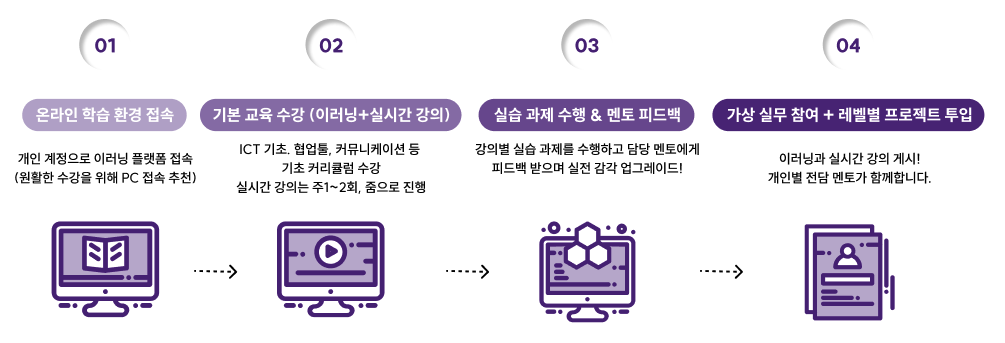 01
온라인 학습 환경 접속
개인 계정으로 이러닝 플랫폼 접속
(원활한 수강을 위해 PC 접속 추천)
02
기본 교육 수강 (이러닝+실시간 강의)
ICT 기초. 협업툴, 커뮤니케이션 등
기초 커리큘럼 수강
실시간 강의는 주1~2회, 줌으로 진행
03
실습 과제 수행 & 멘토 피드백
강의별 실습 과제를 수행하고 담당 멘토에게
피드백 받으며 실전 감각 업그레이드!
04
가상 실무 참여 + 레벨별 프로젝트 투입
이러닝과 실시간 강의 게시!
개인별 전담 멘토가 함께합니다.